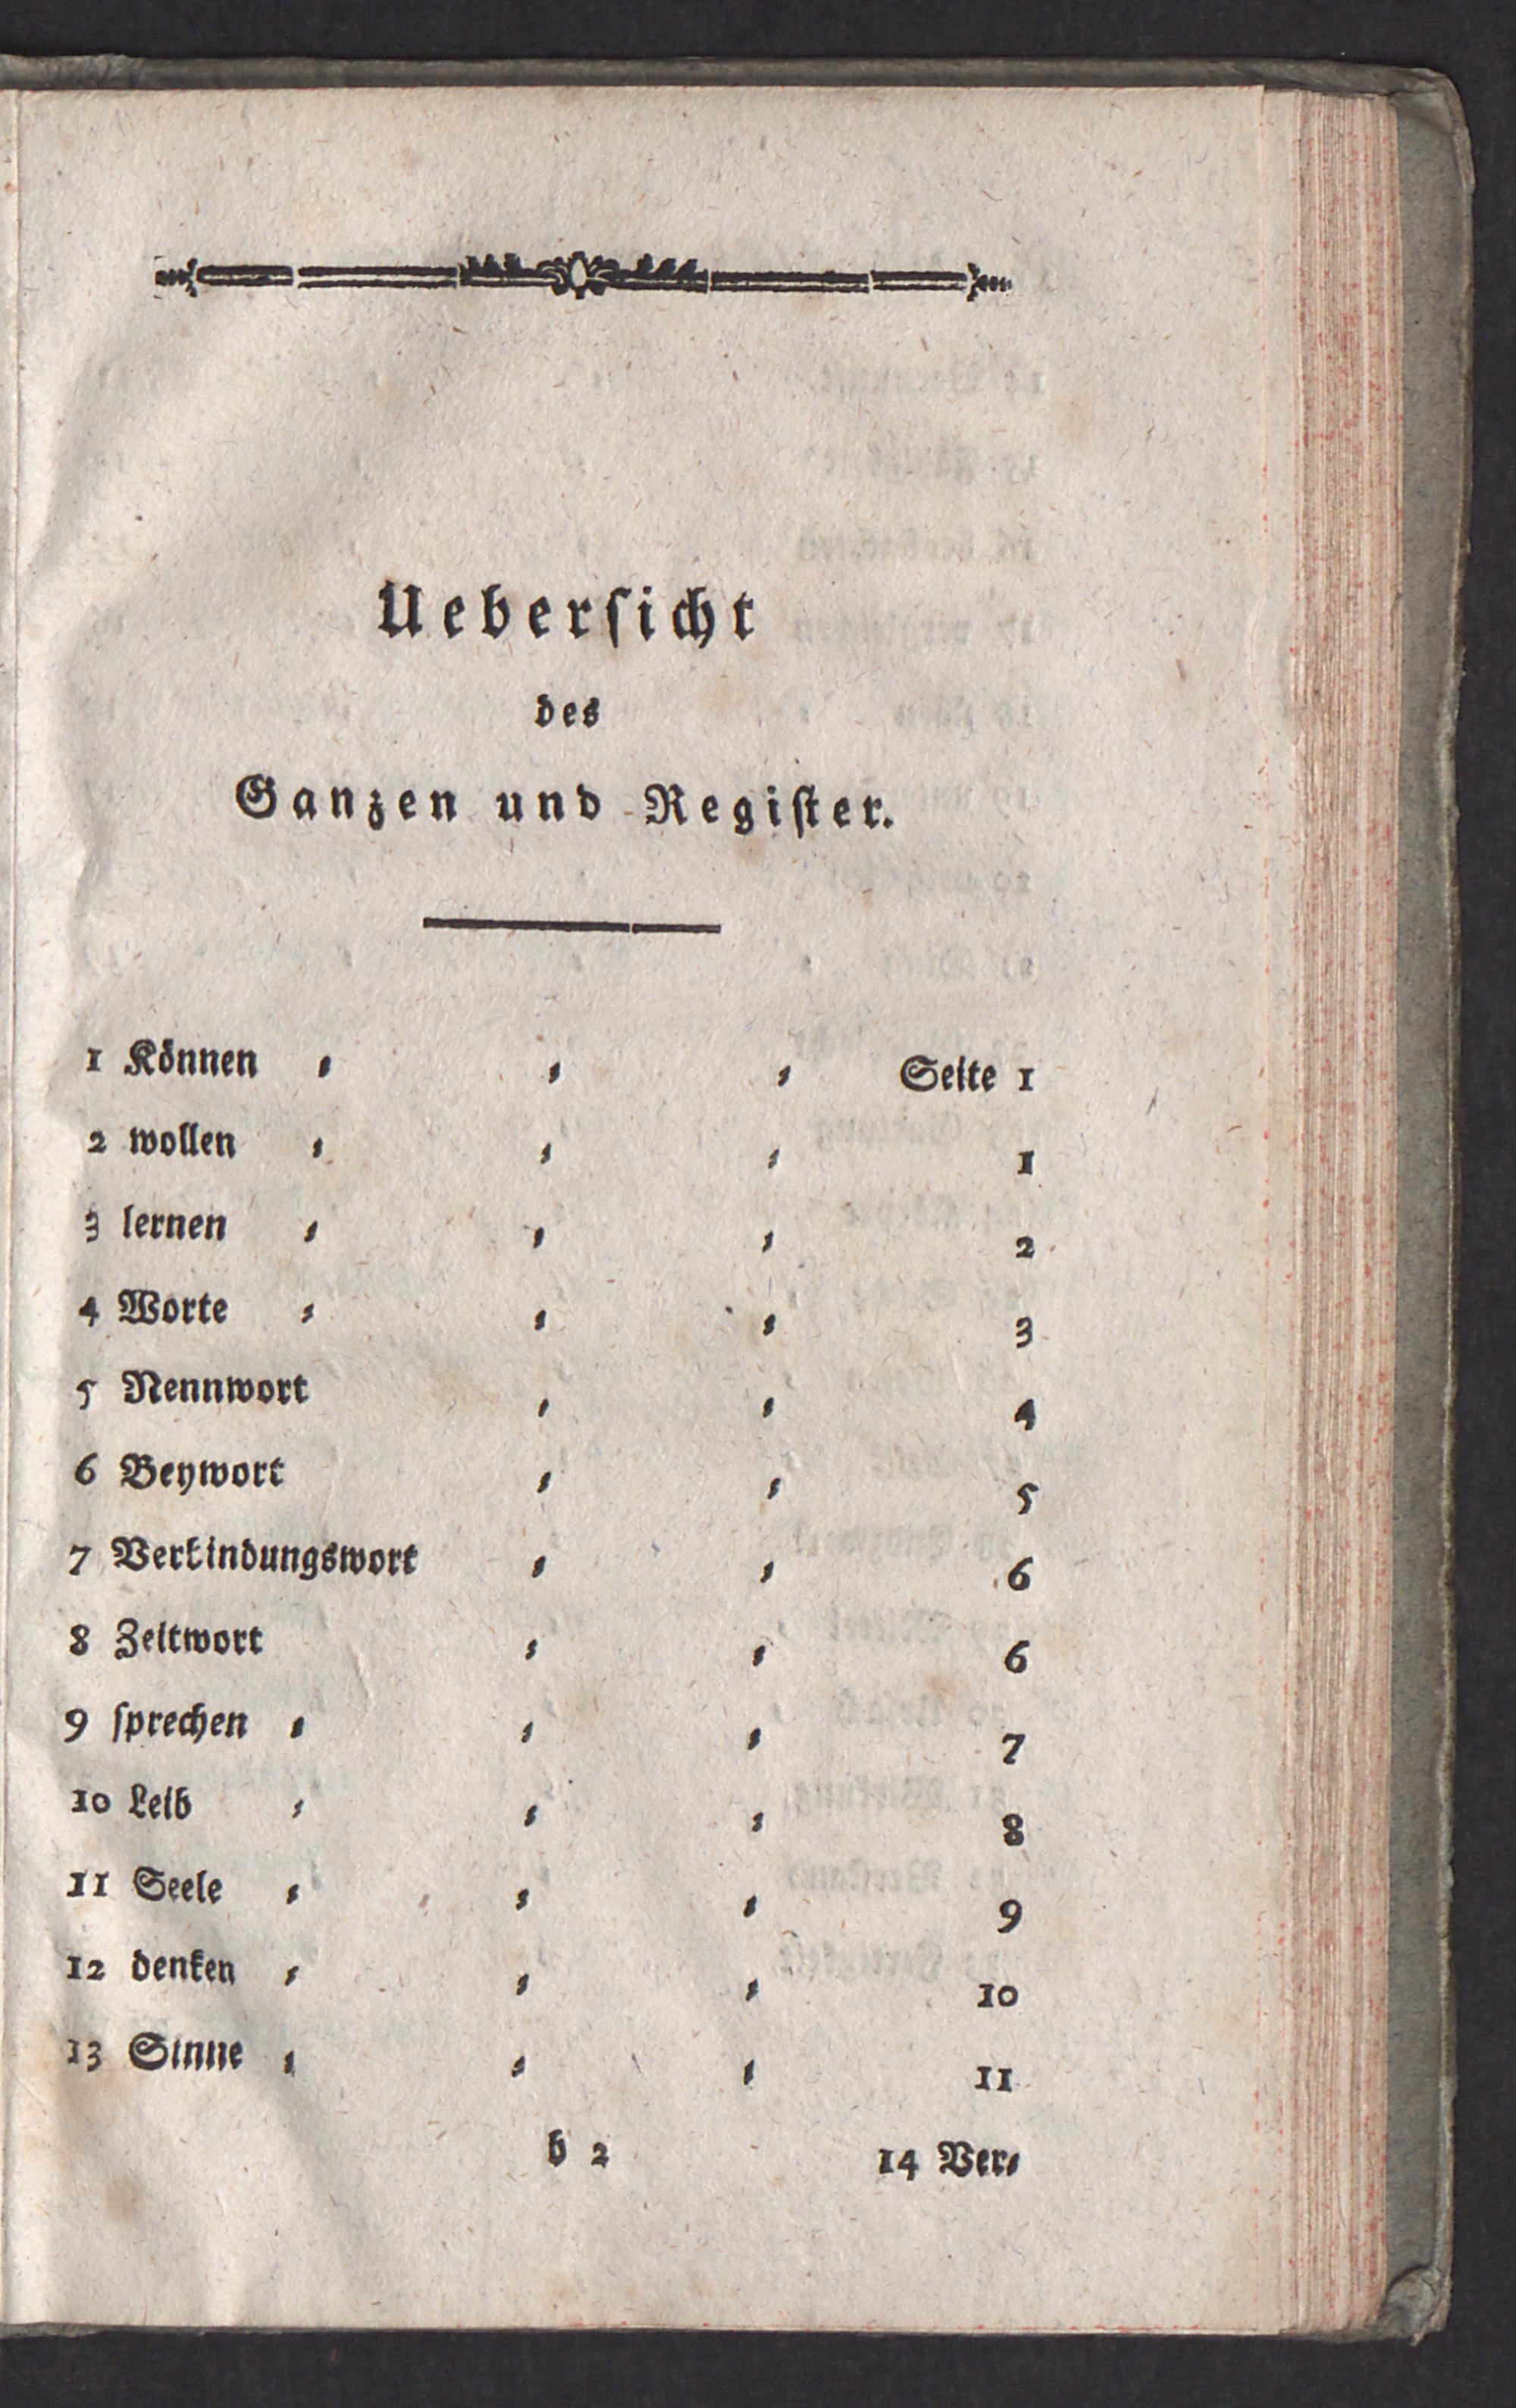 Ueberſicht
des
Ganzen und Regiſter.
1 Können ⸗ ⸗ ⸗ Seite 1
2 wollen ⸗ ⸗ ⸗ 1
3 lernen ⸗ ⸗ ⸗ 2
4 Worte ⸗ ⸗ ⸗ 3
5 Nennwort ⸗ ⸗ 4
6 Beywort ⸗ ⸗ 5
7 Verbindungswort ⸗ ⸗ 6
8 Zeitwort ⸗ ⸗ 6
9 ſprechen ⸗ ⸗ ⸗ 7
10 Leib ⸗ ⸗ ⸗ 8
11 Seele ⸗ ⸗ ⸗ 9
12 denken ⸗ ⸗ ⸗ 10
13 Sinne ⸗ ⸗ ⸗ 11
b 2 14 Ver⸗